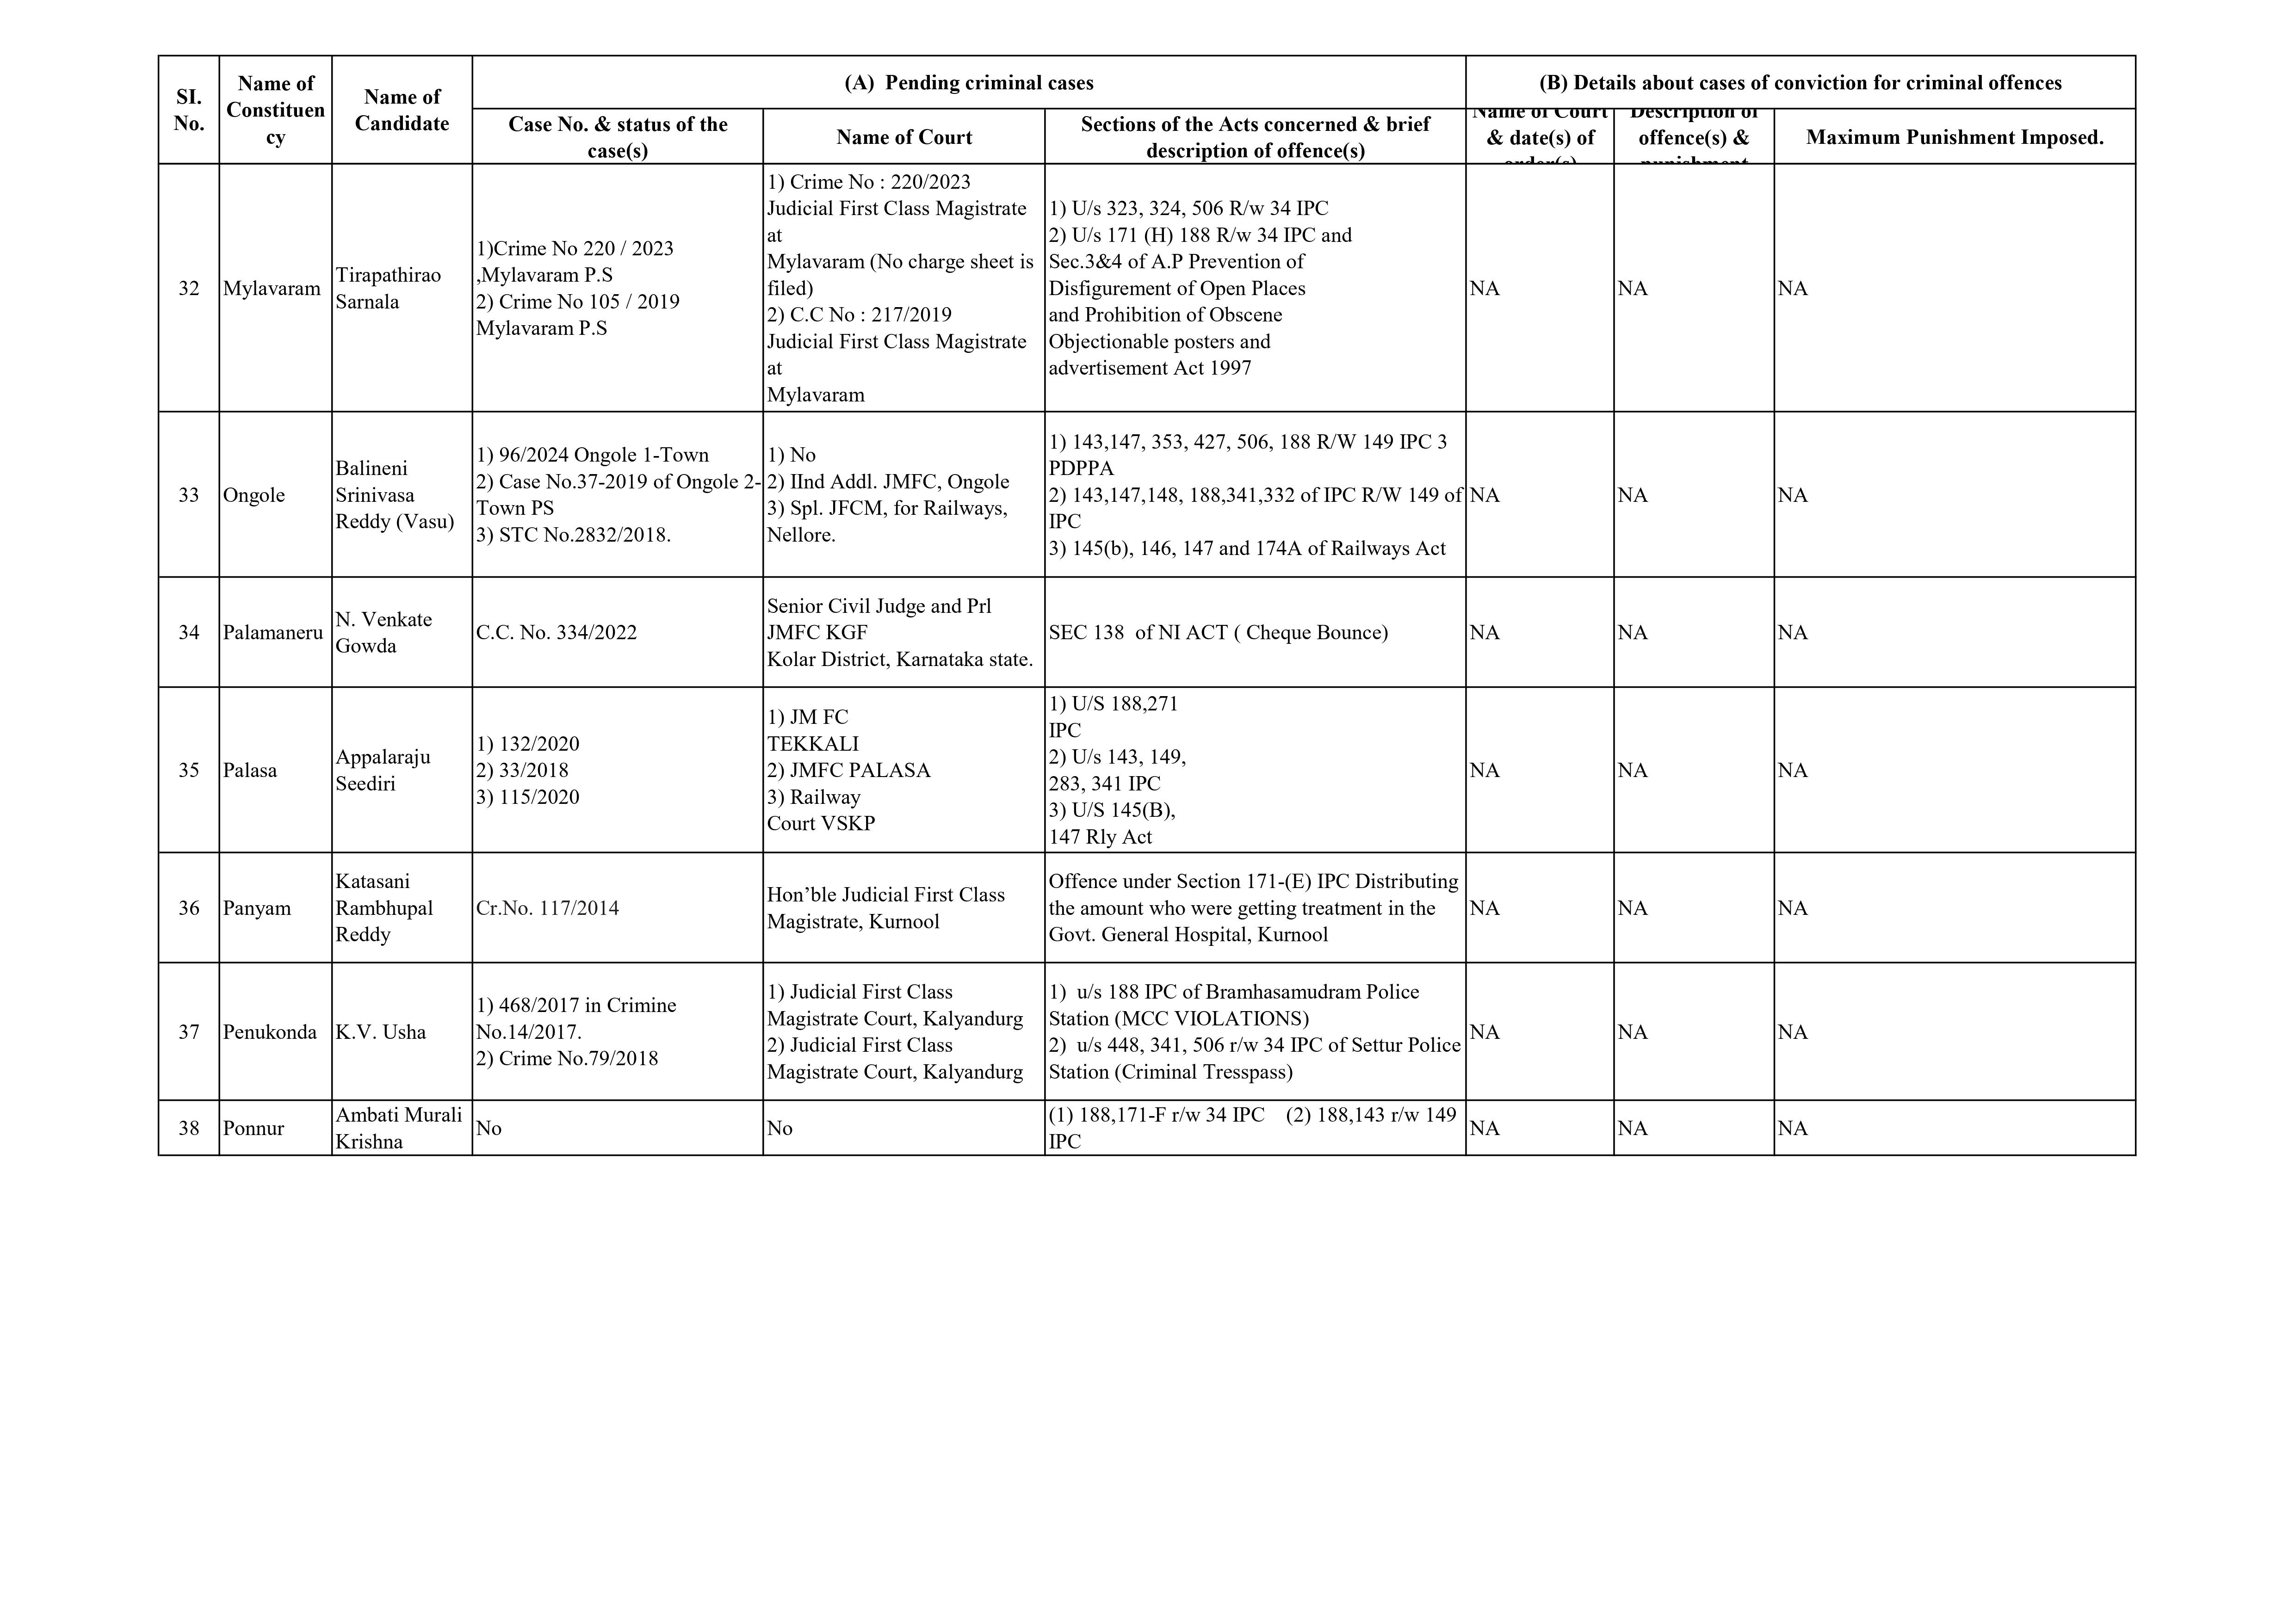 SI.
No.
Name of
Constituen
cy
Name of
Candidate
(A)  Pending criminal cases
(B) Details about cases of conviction for criminal offences
Case No. & status of the
case(s)
Name of Court
Sections of the Acts concerned & brief
description of offence(s)
Name of Court
& date(s) of
order(s)
Description of
offence(s) &
punishment
Maximum Punishment Imposed.
32
Mylavaram
Tirapathirao
Sarnala
1)Crime No 220 / 2023
,Mylavaram P.S
2) Crime No 105 / 2019
Mylavaram P.S
1) Crime No : 220/2023
Judicial First Class Magistrate
at
Mylavaram (No charge sheet is
filed)
2) C.C No : 217/2019
Judicial First Class Magistrate
at
Mylavaram
1) U/s 323, 324, 506 R/w 34 IPC
2) U/s 171 (H) 188 R/w 34 IPC and
Sec.3&4 of A.P Prevention of
Disfigurement of Open Places
and Prohibition of Obscene
Objectionable posters and
advertisement Act 1997
NA
NA
NA
33
Ongole
Balineni
Srinivasa
Reddy (Vasu)
1) 96/2024 Ongole 1-Town
2) Case No.37-2019 of Ongole 2-
Town PS
3) STC No.2832/2018.
1) No
2) IInd Addl. JMFC, Ongole
3) Spl. JFCM, for Railways,
Nellore.
1) 143,147, 353, 427, 506, 188 R/W 149 IPC 3
PDPPA
2) 143,147,148, 188,341,332 of IPC R/W 149 of
IPC
3) 145(b), 146, 147 and 174A of Railways Act
NA
NA
NA
34
Palamaneru
N. Venkate
Gowda
C.C. No. 334/2022
Senior Civil Judge and Prl
JMFC KGF
Kolar District, Karnataka state.
SEC 138  of NI ACT ( Cheque Bounce)
NA
NA
NA
35
Palasa
Appalaraju
Seediri
1) 132/2020
2) 33/2018
3) 115/2020
1) JM FC
TEKKALI
2) JMFC PALASA
3) Railway
Court VSKP
1) U/S 188,271
IPC
2) U/s 143, 149,
283, 341 IPC
3) U/S 145(B),
147 Rly Act
NA
NA
NA
36
Panyam
Katasani
Rambhupal
Reddy
Cr.No. 117/2014
Hon’ble Judicial First Class
Magistrate, Kurnool
Offence under Section 171-(E) IPC Distributing
the amount who were getting treatment in the
Govt. General Hospital, Kurnool
NA
NA
NA
37
Penukonda
K.V. Usha
1) 468/2017 in Crimine
No.14/2017.
2) Crime No.79/2018
1) Judicial First Class
Magistrate Court, Kalyandurg
2) Judicial First Class
Magistrate Court, Kalyandurg
1)  u/s 188 IPC of Bramhasamudram Police
Station (MCC VIOLATIONS)
2)  u/s 448, 341, 506 r/w 34 IPC of Settur Police
Station (Criminal Tresspass)
NA
NA
NA
38
Ponnur
Ambati Murali
Krishna
No
No
(1) 188,171-F r/w 34 IPC    (2) 188,143 r/w 149
IPC
NA
NA
NA